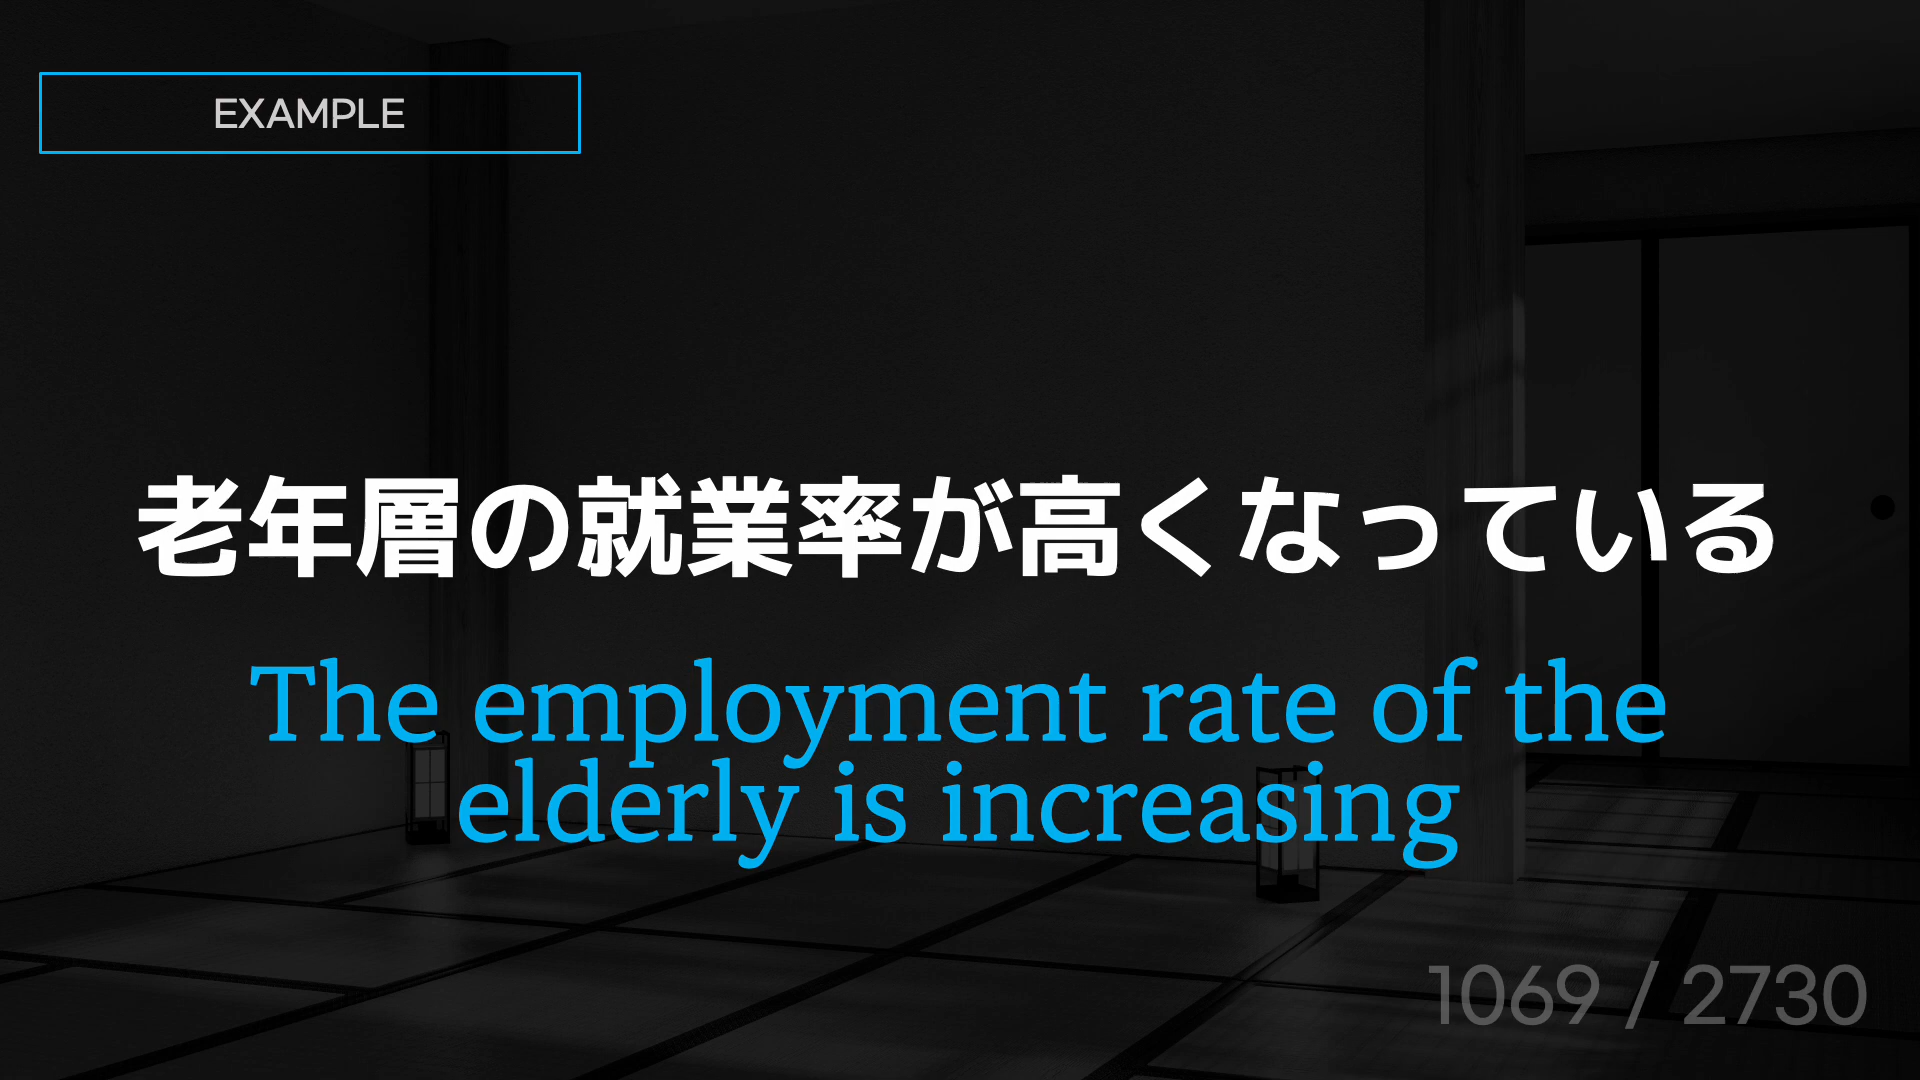 EXAMPLE
老年層の就業率が高くなっている
The employment rate of the
elderly is increasing
1069 / 2730